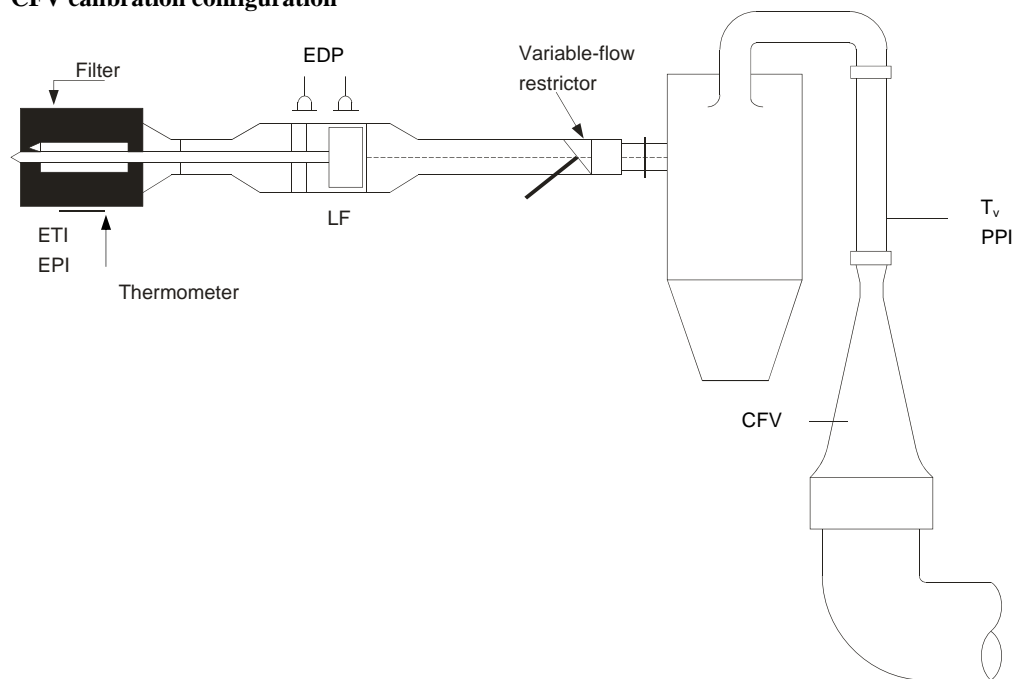 CFV calibration configuration
EDP
Variable-flow
restrictor
Filter
LF
ETI
EPI
Thermometer
Tv
PPI
CFV